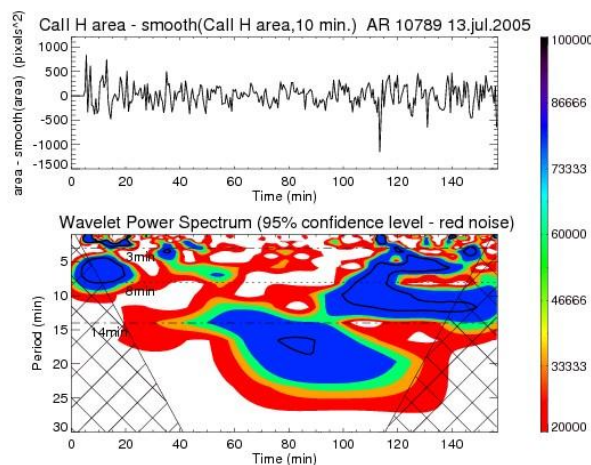 CaII H area - smooth(CaII H area,10 min.) AR 10789 13.jul.2005
area - smooth(area) (pixels^2)
1000
500
0
-500
-1000
-1500
0 20 40 60 80 100 120 140
Time (min)
Wavelet Power Spectrum (95% confidence level - red noise)
Period (min)
5
10
15
20
25
30
3min
8min
14min
0 20 40 60 80 100 120 140
Time (min)
100000
86666
73333
60000
46666
33333
20000